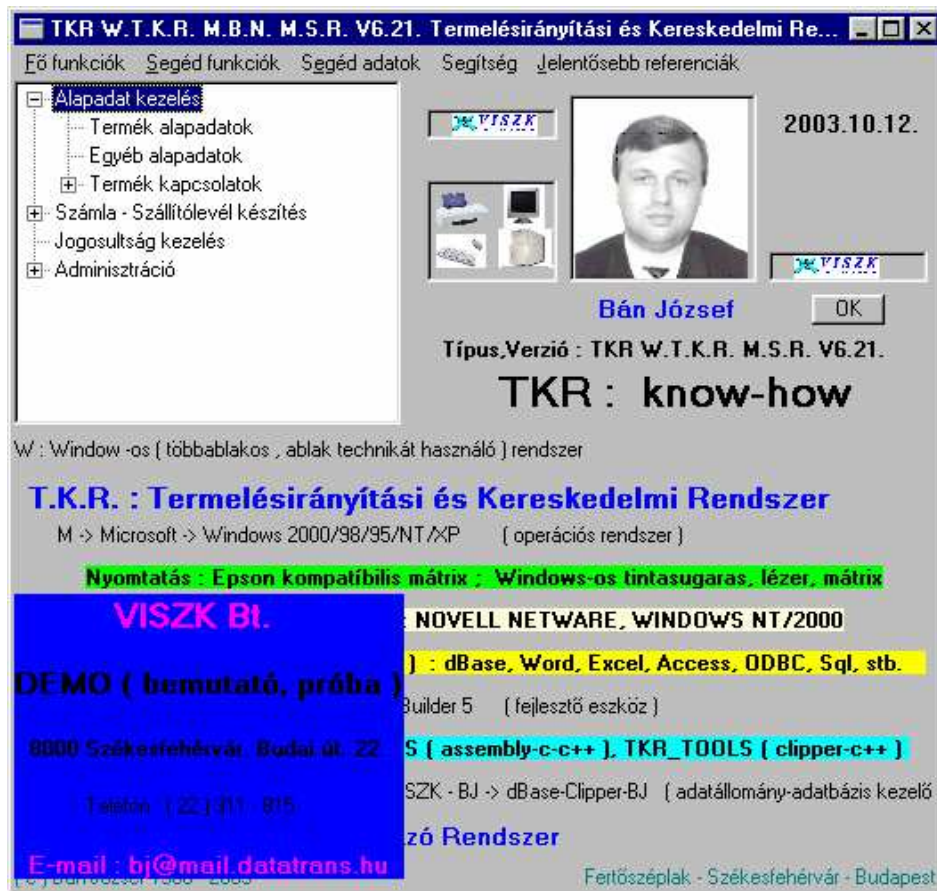 TKR W.T.K.R. M.B.N. M.S.R. V6.21. Termelésirányítási és Kereskedelmi Re...
Fő funkciók Segéd funkciók Segéd adatok Segítség Jelentősebb referenciák
Alapadat kezelés
Termék alapadatok
Egyéb alapadatok
Termék kapcsolatok
Számla - Szállítólevél készítés
Jogosultság kezelés
Adminisztráció
VISZK
2003.10.12.
VISZK
Bán József
OK
Típus,Verzió : TKR W.T.K.R. M.S.R. V6.21.
TKR : know-how
W : Window -os ( többablakos , ablak technikát használó ) rendszer
T.K.R. : Termelésirányítási és Kereskedelmi Rendszer
M -> Microsoft -> Windows 2000/98/95/NT/XP ( operációs rendszer )
Nyomtatás : Epson kompatíbilis mátrix ; Windows-os tintasugaras, lézer, mátrix
VISZK Bt.
: NOVELL NETWARE, WINDOWS NT/2000
) : dBase, Word, Excel, Access, ODBC, Sql, stb.
DEMO ( bemutató, próba )
Builder 5 ( fejlesztő eszköz )
8000 Székesfehérvár Budai út. 22
S ( assembly-c-c++ ), TKR_TOOLS ( clipper-c++ )
SZK - BJ -> dBase-Clipper-BJ ( adatállomány-adatbázis kezelő
Telefon ( 22 ) 311 - 815
zó Rendszer
E-mail : bj@mail.datatrans.hu
Fertőszéplak - Székesfehérvár - Budapest